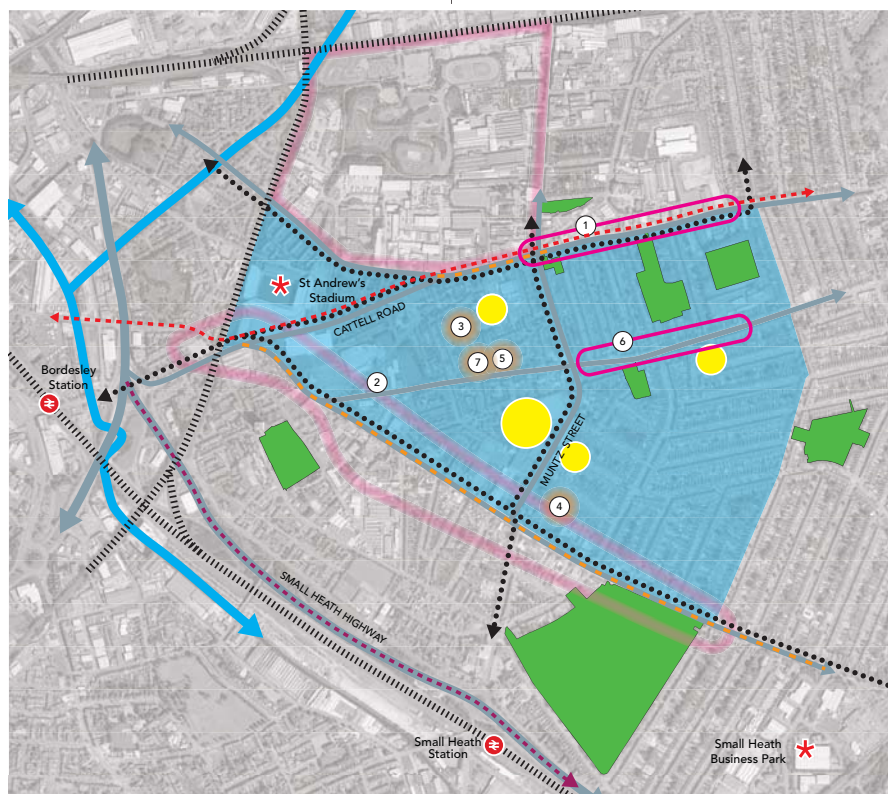 1
St Andrew's
Stadium
CATTELL ROAD
3
6
7
5
Bordesley
Station
2
MUNTZ STREET
4
SMALL HEATH HIGHWAY
Small Heath
Station
Small Heath
Business Park